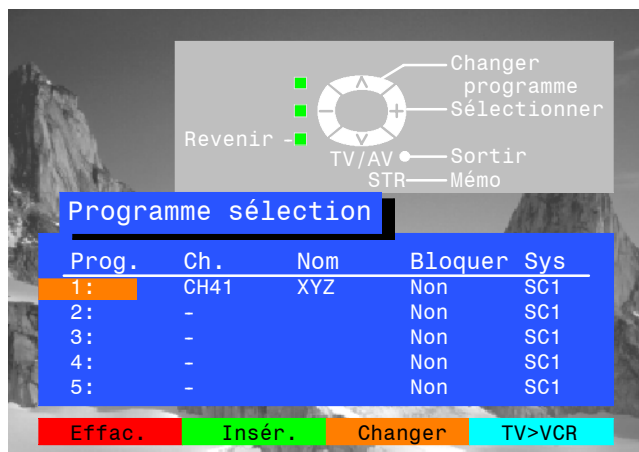 Changer
programme
Sélectionner
Revenir
TV/AV
Sortir
STR
Mémo
Programme sélection
Prog. Ch. Nom Bloquer Sys
1: CH41 XYZ Non SC1
2: - Non SC1
3: - Non SC1
4: - Non SC1
5: - Non SC1
Effac. Insér. Changer TV>VCR